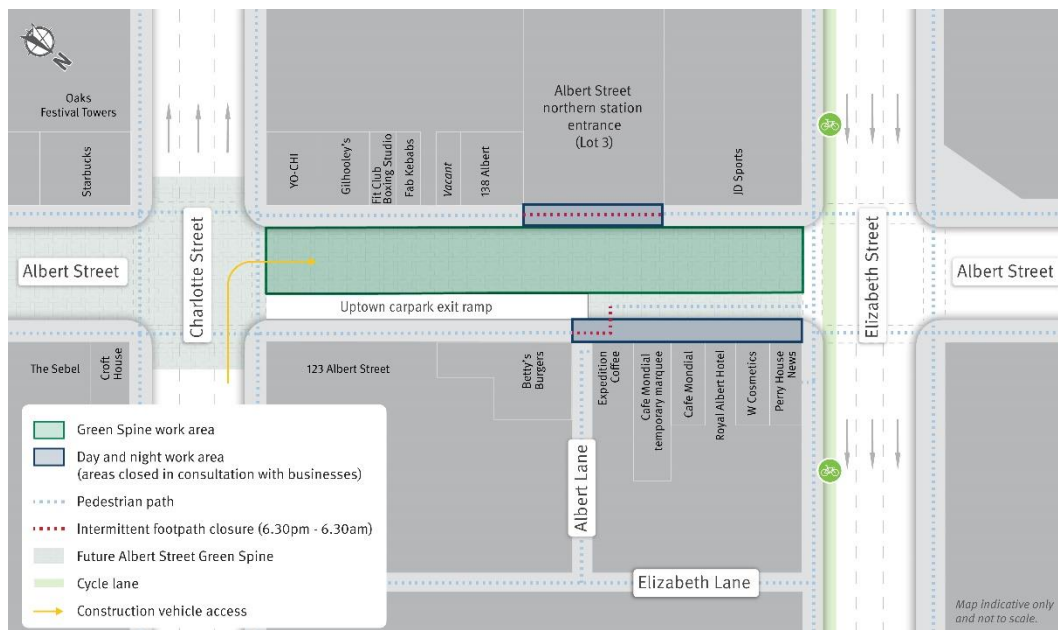 N
Oaks
Festival Towers
Starbucks
YO-CHI
Gilhooley's
Fit Club
Boxing Studio
Fab Kebabs
Vacant
138 Albert
Albert Street
northern station
entrance
(Lot 3)
JD Sports
Albert Street
Charlotte Street
Elizabeth Street
Albert Street
Uptown carpark exit ramp
The Sebel
Croft
House
123 Albert Street
Betty's
Burgers
Expedition
Coffee
Cafe Mondial
temporary marquee
Cafe Mondial
Royal Albert Hotel
W Cosmetics
Perry House
News
Albert Lane
Elizabeth Lane
Green Spine work area
Day and night work area
(areas closed in consultation with businesses)
Pedestrian path
Intermittent footpath closure (6.30pm - 6.30am)
Future Albert Street Green Spine
Cycle lane
Construction vehicle access
Map indicative only
and not to scale.